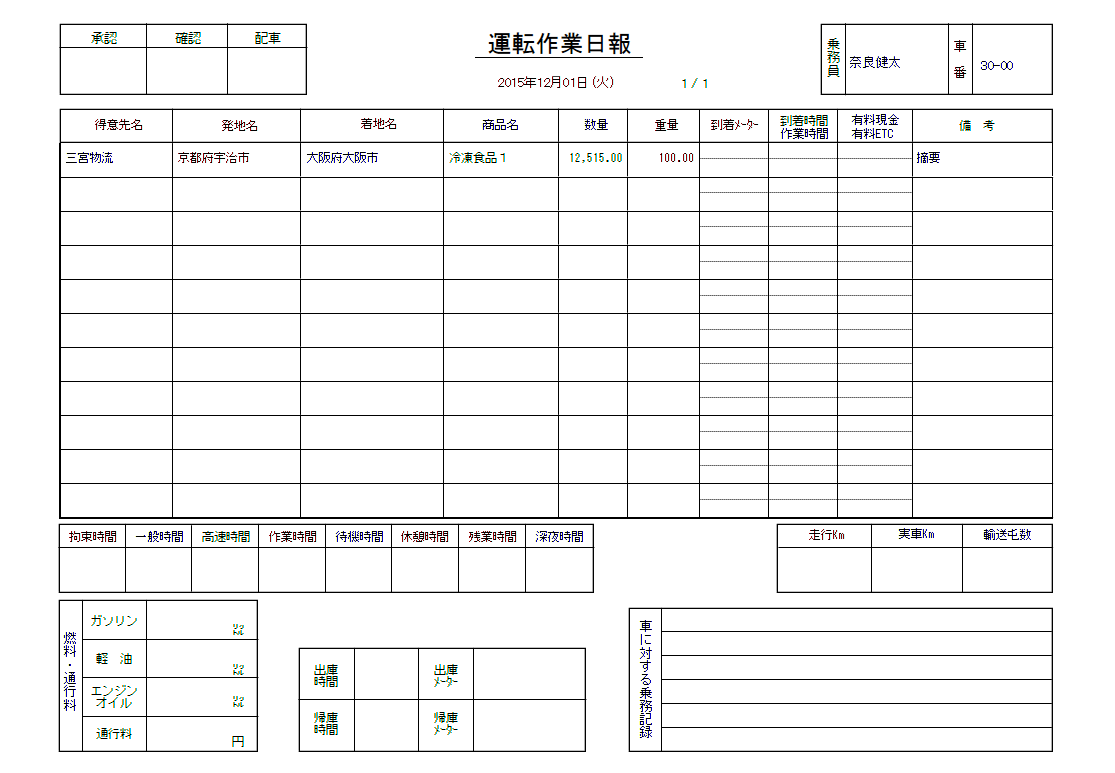 承認 確認 配車
運転作業日報
2015年12月01日 (火) 1 / 1
乗務員 奈良健太 車番 30-00
得意先名 発地名 着地名 商品名 数量 重量 到着ﾒｰﾀｰ 到着時間 有料現金 備 考
作業時間 有料ETC
三宮物流 京都府宇治市 大阪府大阪市 冷凍食品1 12,515.00 100.00 摘要
拘束時間 一般時間 高速時間 作業時間 待機時間 休憩時間 残業時間 深夜時間
走行Km 実車Km 輸送屯数
燃料・通行料
ガソリン ㍑
軽 油 ㍑
エンジン
オイル ㍑
通行料 円
出庫
時間
出庫
ﾒｰﾀｰ
帰庫
時間
帰庫
ﾒｰﾀｰ
車に対する乗務記録